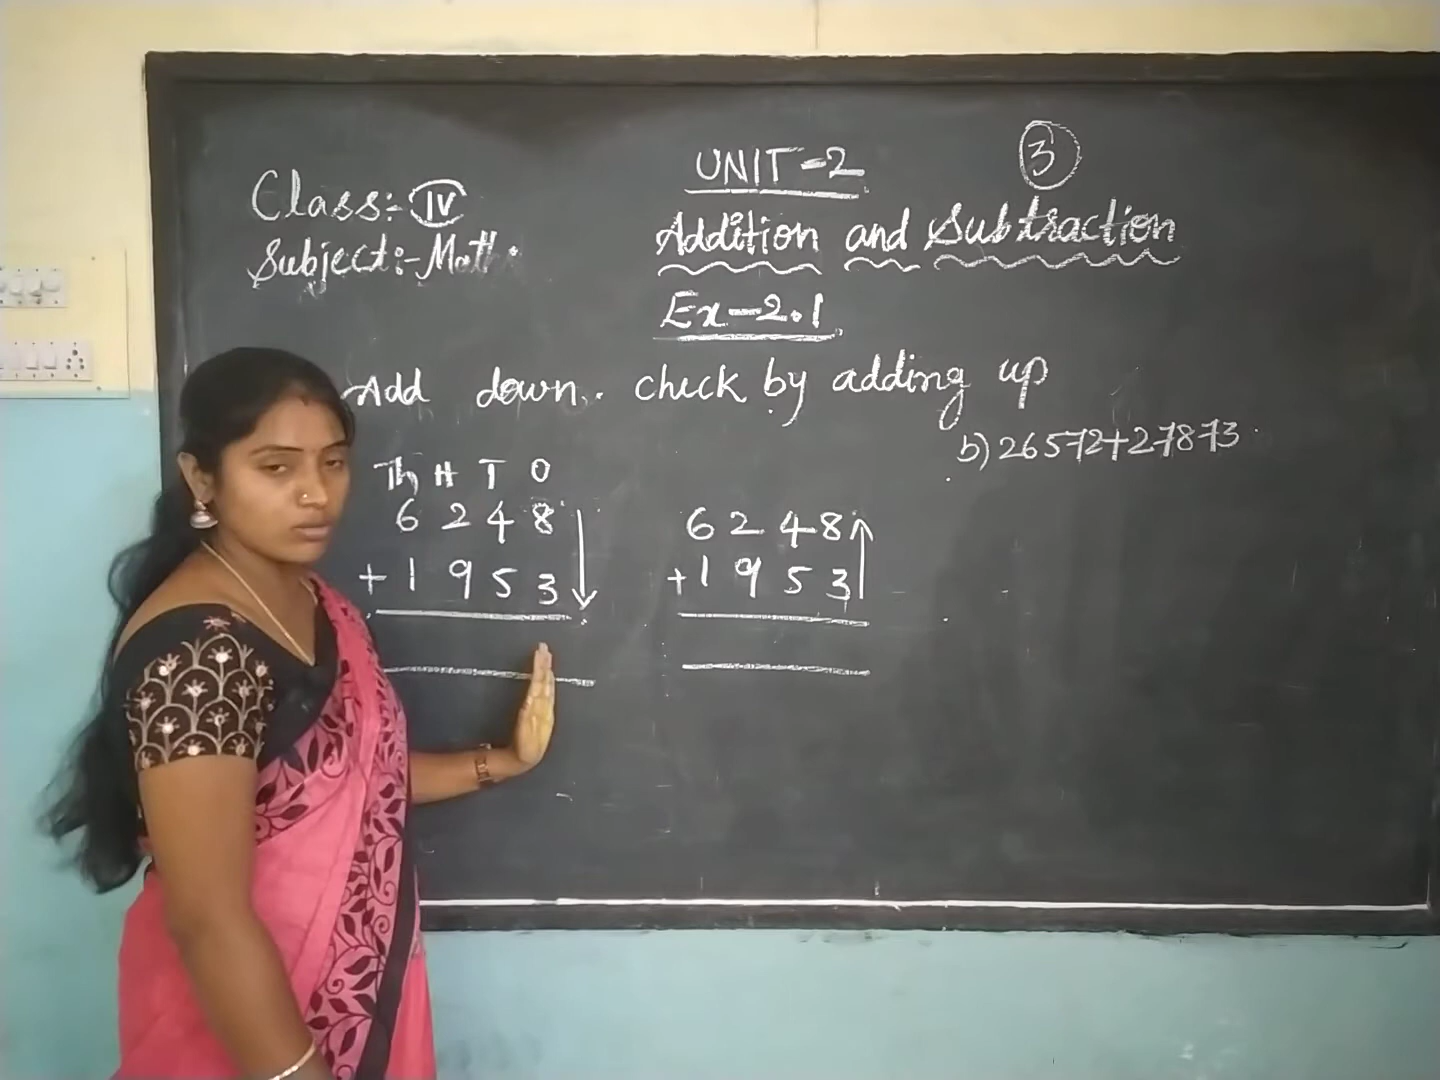 UNIT-2
3
Class:- IV
Addition and Subtraction
Subject:- Math
Ex-2.1
Add down. check by adding up
b) 26572+27873
Th H T O
6 2 4 8
+ 1 9 5 3
6 2 4 8
+ 1 9 5 3